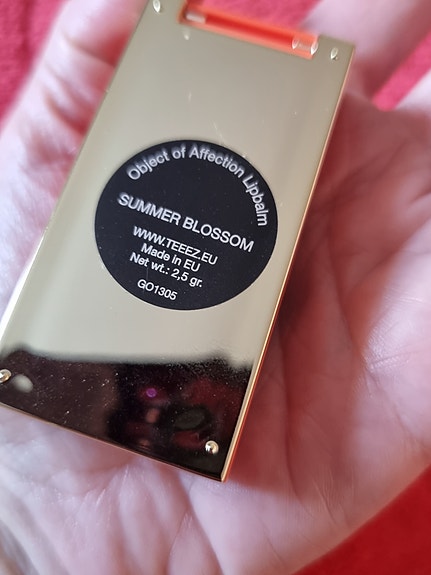 Object of Affection Lipbalm
SUMMER BLOSSOM
WWW.TEEEZ.EU
Made in EU
Net wt.: 2,5 gr.
GO1305